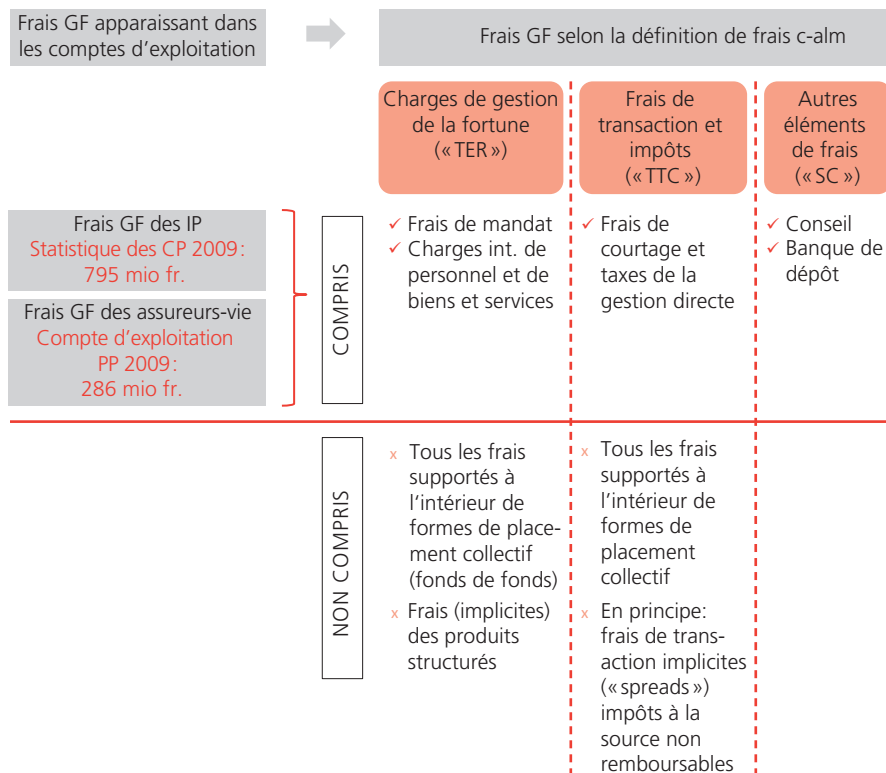 Frais GF apparaissant dans
les comptes d'exploitation
Frais GF selon la définition de frais c-alm
Charges de gestion
de la fortune
(« TER »)
Frais de
transaction et
impôts
(« TTC »)
Autres
éléments
de frais
(« SC »)
Frais GF des IP
Statistique des CP 2009:
795 mio fr.
Frais GF des assureurs-vie
Compte d'exploitation
PP 2009:
286 mio fr.
COMPRIS
✓ Frais de mandat
✓ Charges int. de
personnel et de
biens et services
✓ Frais de
courtage et
taxes de la
gestion directe
✓ Conseil
✓ Banque de
dépôt
NON COMPRIS
x Tous les frais
supportés à
l'intérieur de
formes de place-
ment collectif
(fonds de fonds)
x Frais (implicites)
des produits
structurés
x Tous les frais
supportés à
l'intérieur de
formes de
placement
collectif
x En principe:
frais de trans-
action implicites
(« spreads »)
impôts à la
source non
remboursables